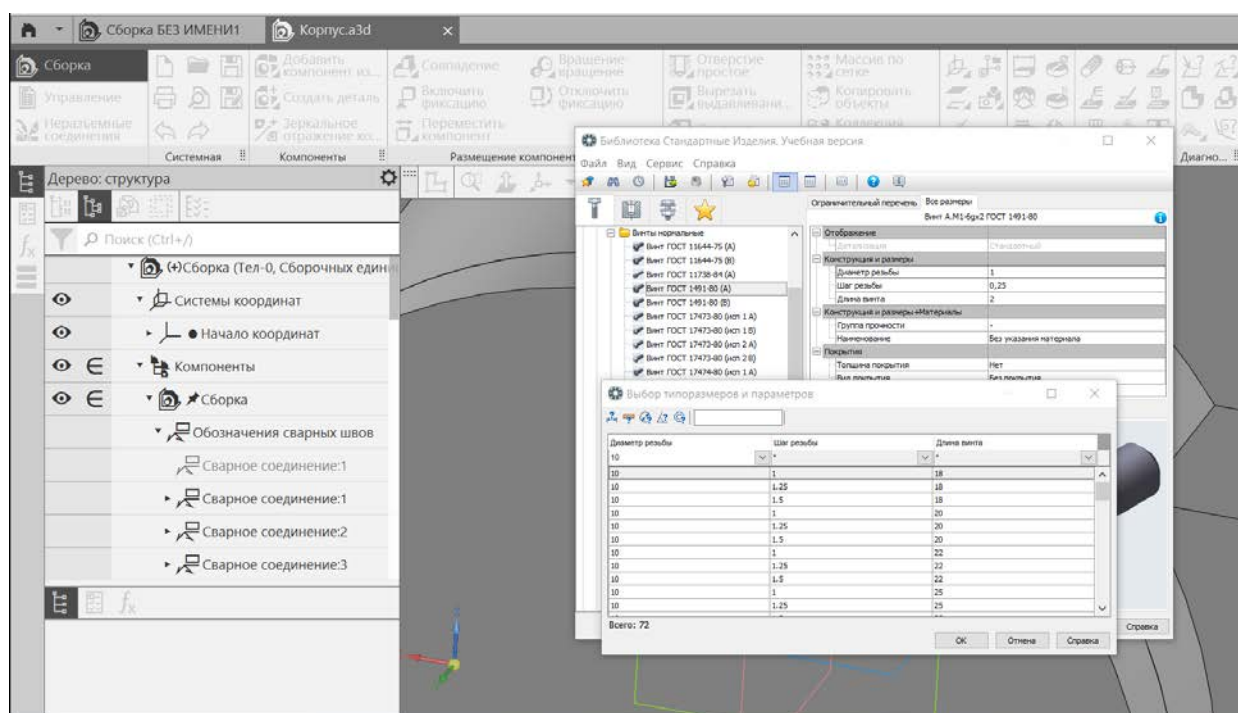 Сборка БЕЗ ИМЕНИ1
Корпус.a3d
Сборка
Управление
Неразъемные
соединения
Добавить
компонент из...
Создать деталь
Зеркальное
отражение ко...
Совпадение
Включить
фиксацию
Переместить
компонент
Вращение
вращение
Отключить
фиксацию
Отверстие
простое
Вырезать
выдавливани...
Массив по
сетке
Копировать
объекты
Коллекция
Системная
Компоненты
Размещение компонент
Диагно...
Дерево: структура
Поиск (Ctrl+/)
(+)Сборка (Тел-0, Сборочных един
Системы координат
Начало координат
Компоненты
Сборка
Обозначения сварных швов
Сварное соединение:1
Сварное соединение:1
Сварное соединение:2
Сварное соединение:3
Библиотека Стандартные Изделия. Учебная версия
Файл Вид Сервис Справка
Ограничительный перечень Все размеры
Винт A.M1-6gx2 ГОСТ 1491-80
Винты нормальные
Винт ГОСТ 11644-75 (A)
Винт ГОСТ 11644-75 (B)
Винт ГОСТ 11738-84 (A)
Винт ГОСТ 1491-80 (A)
Винт ГОСТ 1491-80 (B)
Винт ГОСТ 17473-80 (исп 1 A)
Винт ГОСТ 17473-80 (исп 1 B)
Винт ГОСТ 17473-80 (исп 2 A)
Винт ГОСТ 17473-80 (исп 2 B)
Винт ГОСТ 17474-80 (исп 1 A)
Отображение
Детализация Стандартный
Конструкция и размеры
Диаметр резьбы 1
Шаг резьбы 0,25
Длина винта 2
Конструкция и размеры+Материалы
Группа прочности -
Наименование Без указания материала
Покрытия
Толщина покрытия Нет
Вид покрытия Без покрытия
Выбор типоразмеров и параметров
Диаметр резьбы Шаг резьбы Длина винта
10 * *
10 1 18
10 1.25 18
10 1.5 18
10 1 20
10 1.25 20
10 1.5 20
10 1 22
10 1.25 22
10 1.5 22
10 1 25
10 1.25 25
Всего: 72
OK Отмена Справка
Справка